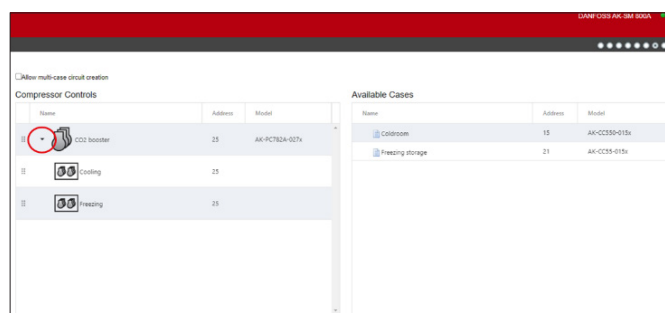 DANFOSS AK-SM 800A
Allow multi-case circuit creation
Compressor Controls
Available Cases
Name Address Model
Name Address Model
CO2 booster 25 AK-PC782A-027x
Coldroom 15 AK-CC550-015x
Cooling 25
Freezing storage 21 AK-CC55-015x
Freezing 25